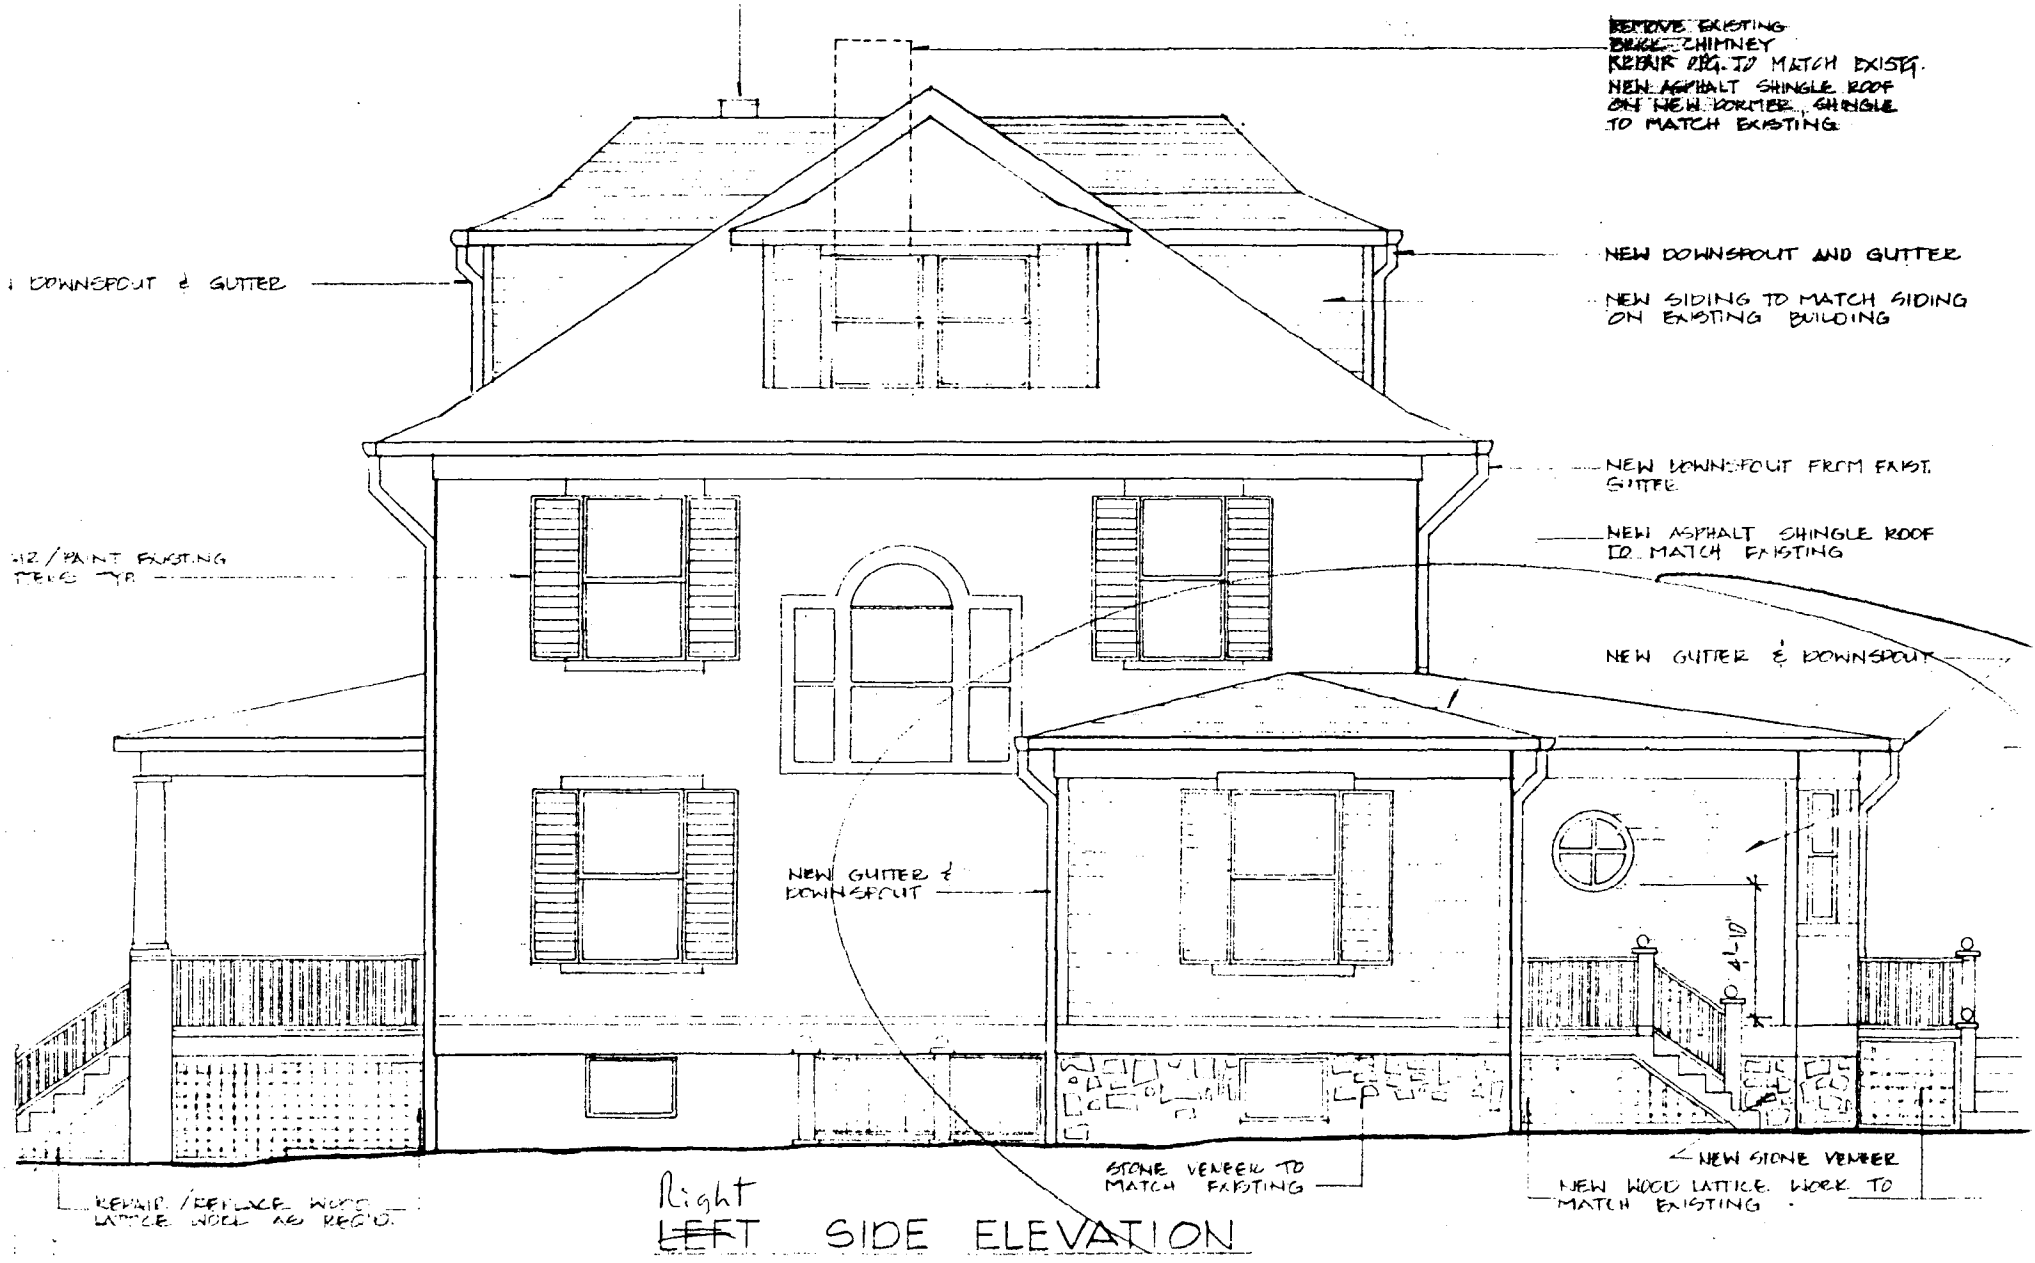 REMOVE EXISTING
BRICK CHIMNEY
REPAIR TO MATCH EXIST'G.
NEW ASPHALT SHINGLE ROOF
ON NEW DORMER, SHINGLE
TO MATCH EXISTING
DOWNSPOUT & GUTTER
NEW DOWNSPOUT AND GUTTER
NEW SIDING TO MATCH SIDING
ON EXISTING BUILDING
NEW DOWNSPOUT FROM EXIST.
GUTTER
NEW ASPHALT SHINGLE ROOF
TO MATCH EXISTING
/PAINT EXISTING
TYP.
NEW GUTTER & DOWNSPOUT
NEW GUTTER &
DOWNSPOUT
4'-10"
STONE VENEER TO
MATCH EXISTING
NEW STONE VENEER
NEW WOOD LATTICE WORK TO
MATCH EXISTING
REPAIR/REPLACE WOOD
LATTICE WORK AS REQ'D.
Right
LEFT SIDE ELEVATION